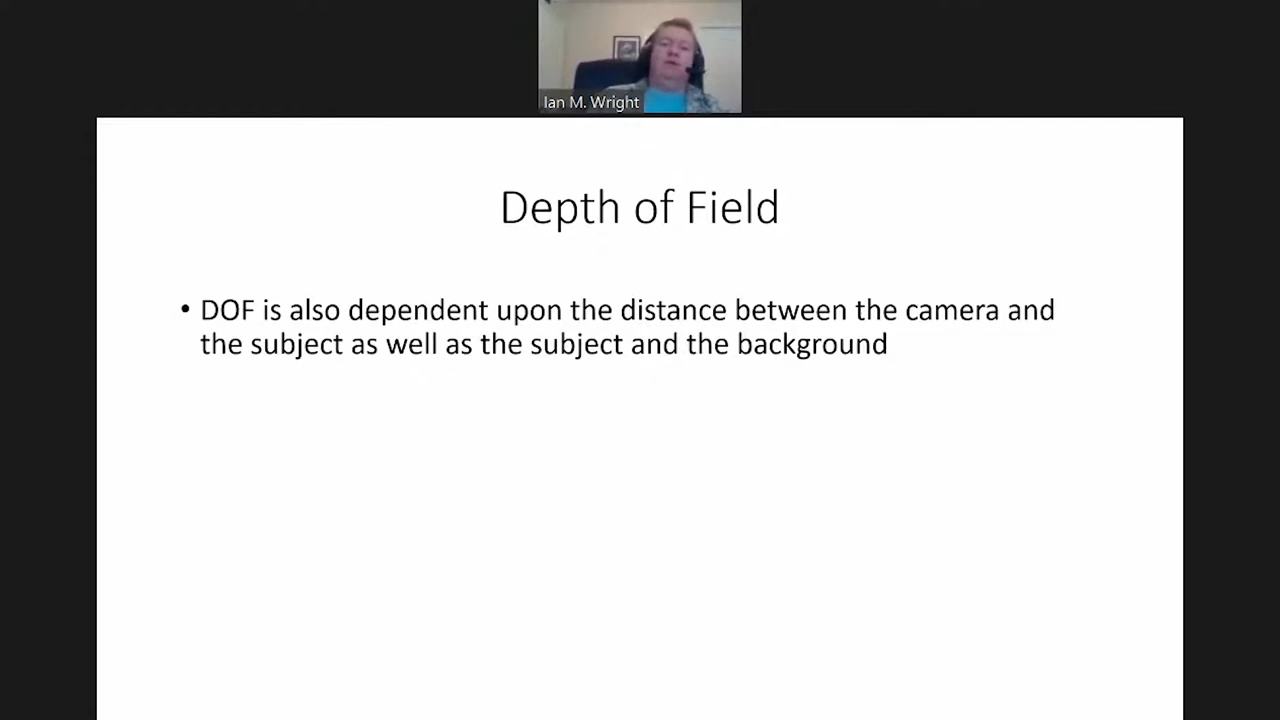 Ian M. Wright
Depth of Field
• DOF is also dependent upon the distance between the camera and
the subject as well as the subject and the background